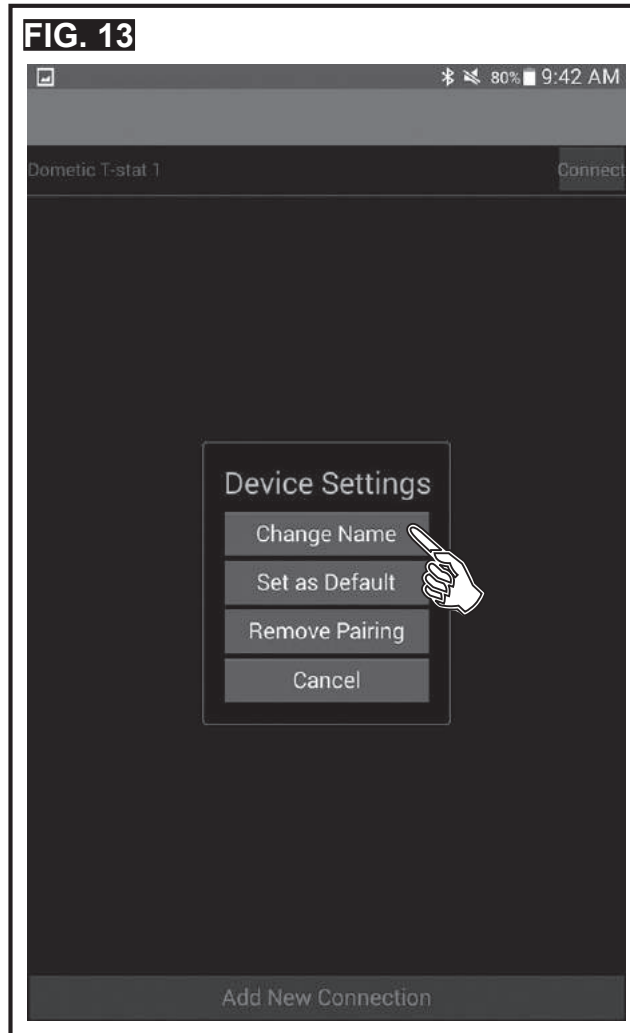 FIG. 13
80% 9:42 AM
Dometic T-stat 1 Connect
Device Settings
Change Name
Set as Default
Remove Pairing
Cancel
Add New Connection